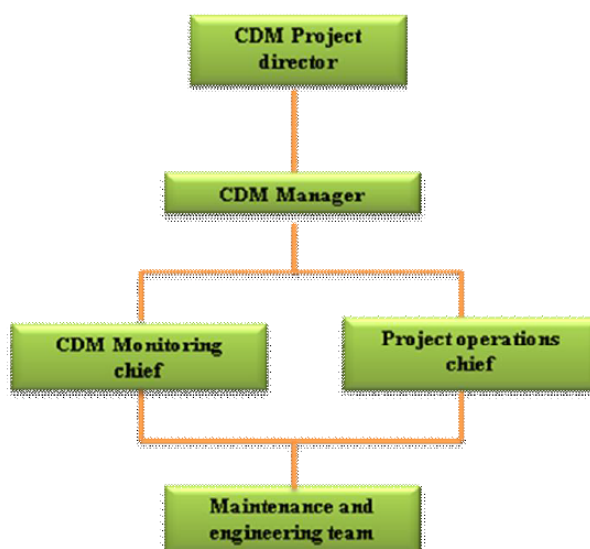 CDM Project
director
CDM Manager
CDM Monitoring
chief
Project operations
chief
Maintenance and
engineering team